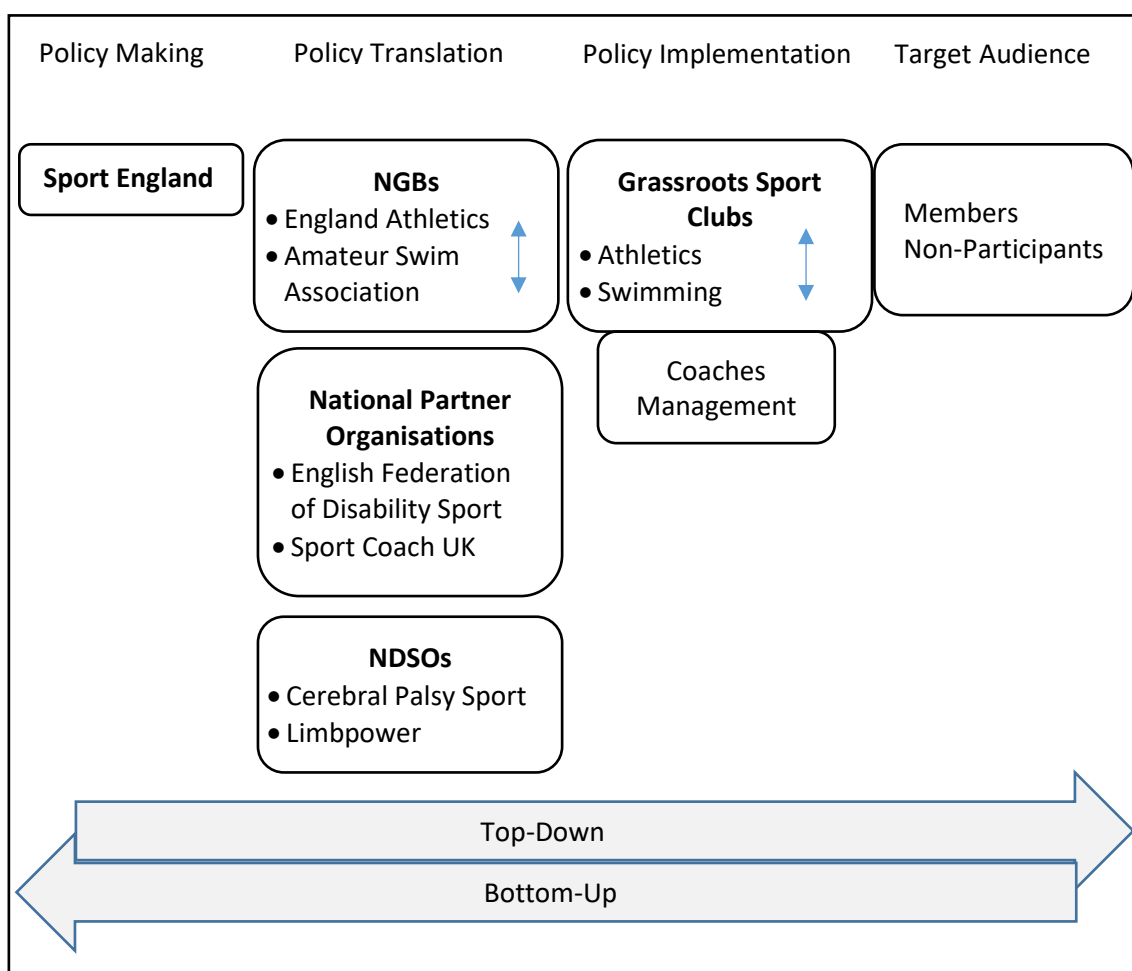 Policy Making
Policy Translation
Policy Implementation
Target Audience
Sport England
NGBs
• England Athletics
• Amateur Swim
Association
National Partner
Organisations
• English Federation
of Disability Sport
• Sport Coach UK
NDSOs
• Cerebral Palsy Sport
• Limbpower
Grassroots Sport
Clubs
• Athletics
• Swimming
Coaches
Management
Members
Non-Participants
Top-Down
Bottom-Up